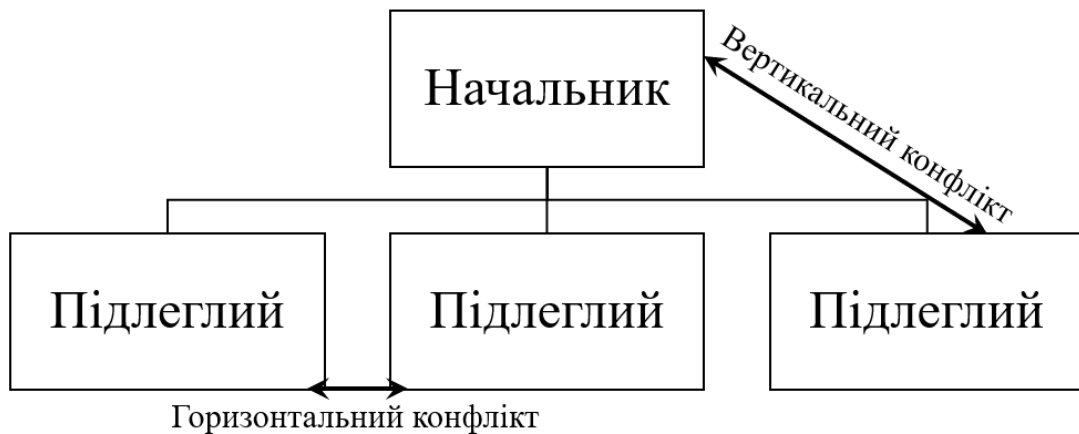 Начальник
Вертикальний конфлікт
Підлеглий
Підлеглий
Підлеглий
Горизонтальний конфлікт